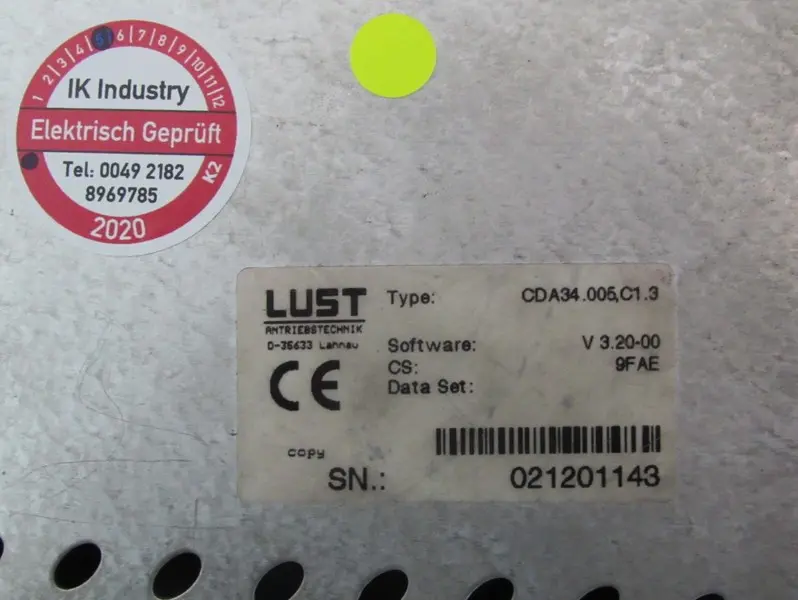 1 2 3 4 5 6 7 8 9 10 11 12
IK Industry
Elektrisch Geprüft
Tel: 0049 2182
8969785
K2
2020
LUST
ANTRIEBSTECHNIK
D-35633 Lahnau
CE
copy
Type: CDA34.005,C1.3
Software: V 3.20-00
CS: 9FAE
Data Set:
SN.: 021201143